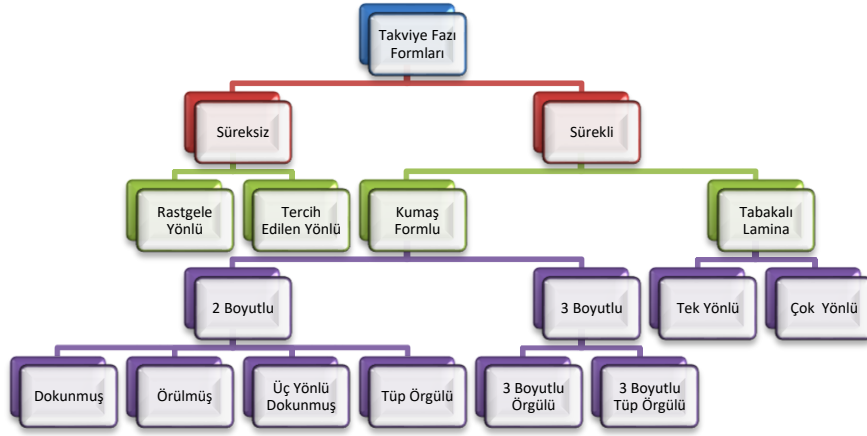 Takviye Fazı
Formları
Süreksiz
Sürekli
Rastgele
Yönlü
Tercih
Edilen Yönlü
Kumaş
Formlu
Tabakalı
Lamina
2 Boyutlu
3 Boyutlu
Tek Yönlü
Çok Yönlü
Dokunmuş
Örülmüş
Üç Yönlü
Dokunmuş
Tüp Örgülü
3 Boyutlu
Örgülü
3 Boyutlu
Tüp Örgülü